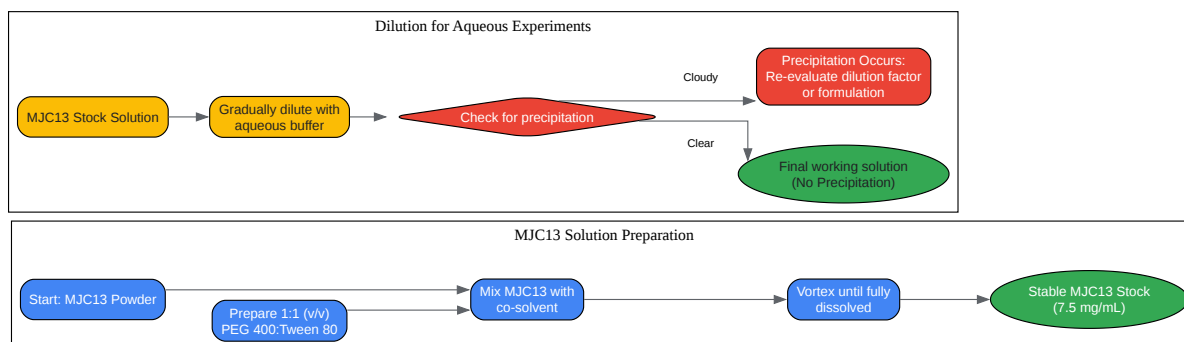 Dilution for Aqueous Experiments
MJC13 Stock Solution
Gradually dilute with
aqueous buffer
Check for precipitation
Cloudy
Precipitation Occurs:
Re-evaluate dilution factor
or formulation
Clear
Final working solution
(No Precipitation)
MJC13 Solution Preparation
Start: MJC13 Powder
Prepare 1:1 (v/v)
PEG 400:Tween 80
Mix MJC13 with
co-solvent
Vortex until fully
dissolved
Stable MJC13 Stock
(7.5 mg/mL)